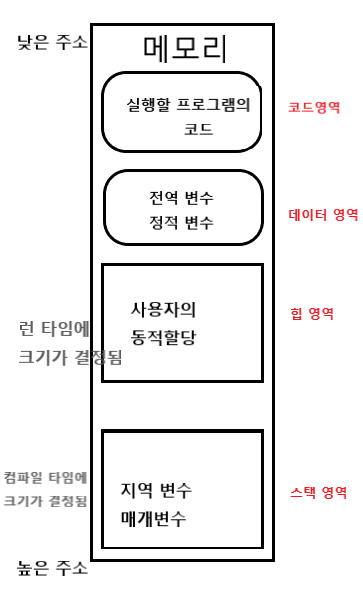 낮은 주소
메모리
실행할 프로그램의
코드
코드영역
전역 변수
정적 변수
데이터 영역
사용자의
동적할당
힙 영역
런 타임에
크기가 결정됨
지역 변수
매개변수
스택 영역
컴파일 타임에
크기가 결정됨
높은 주소